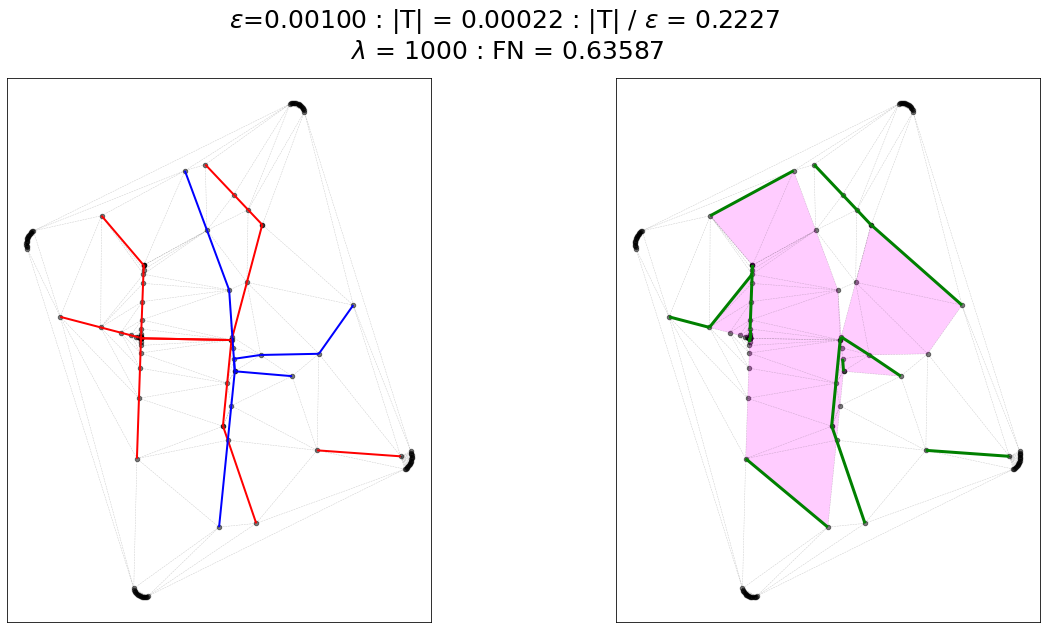 ε=0.00100 : |T| = 0.00022 : |T| / ε = 0.2227
λ = 1000 : FN = 0.63587